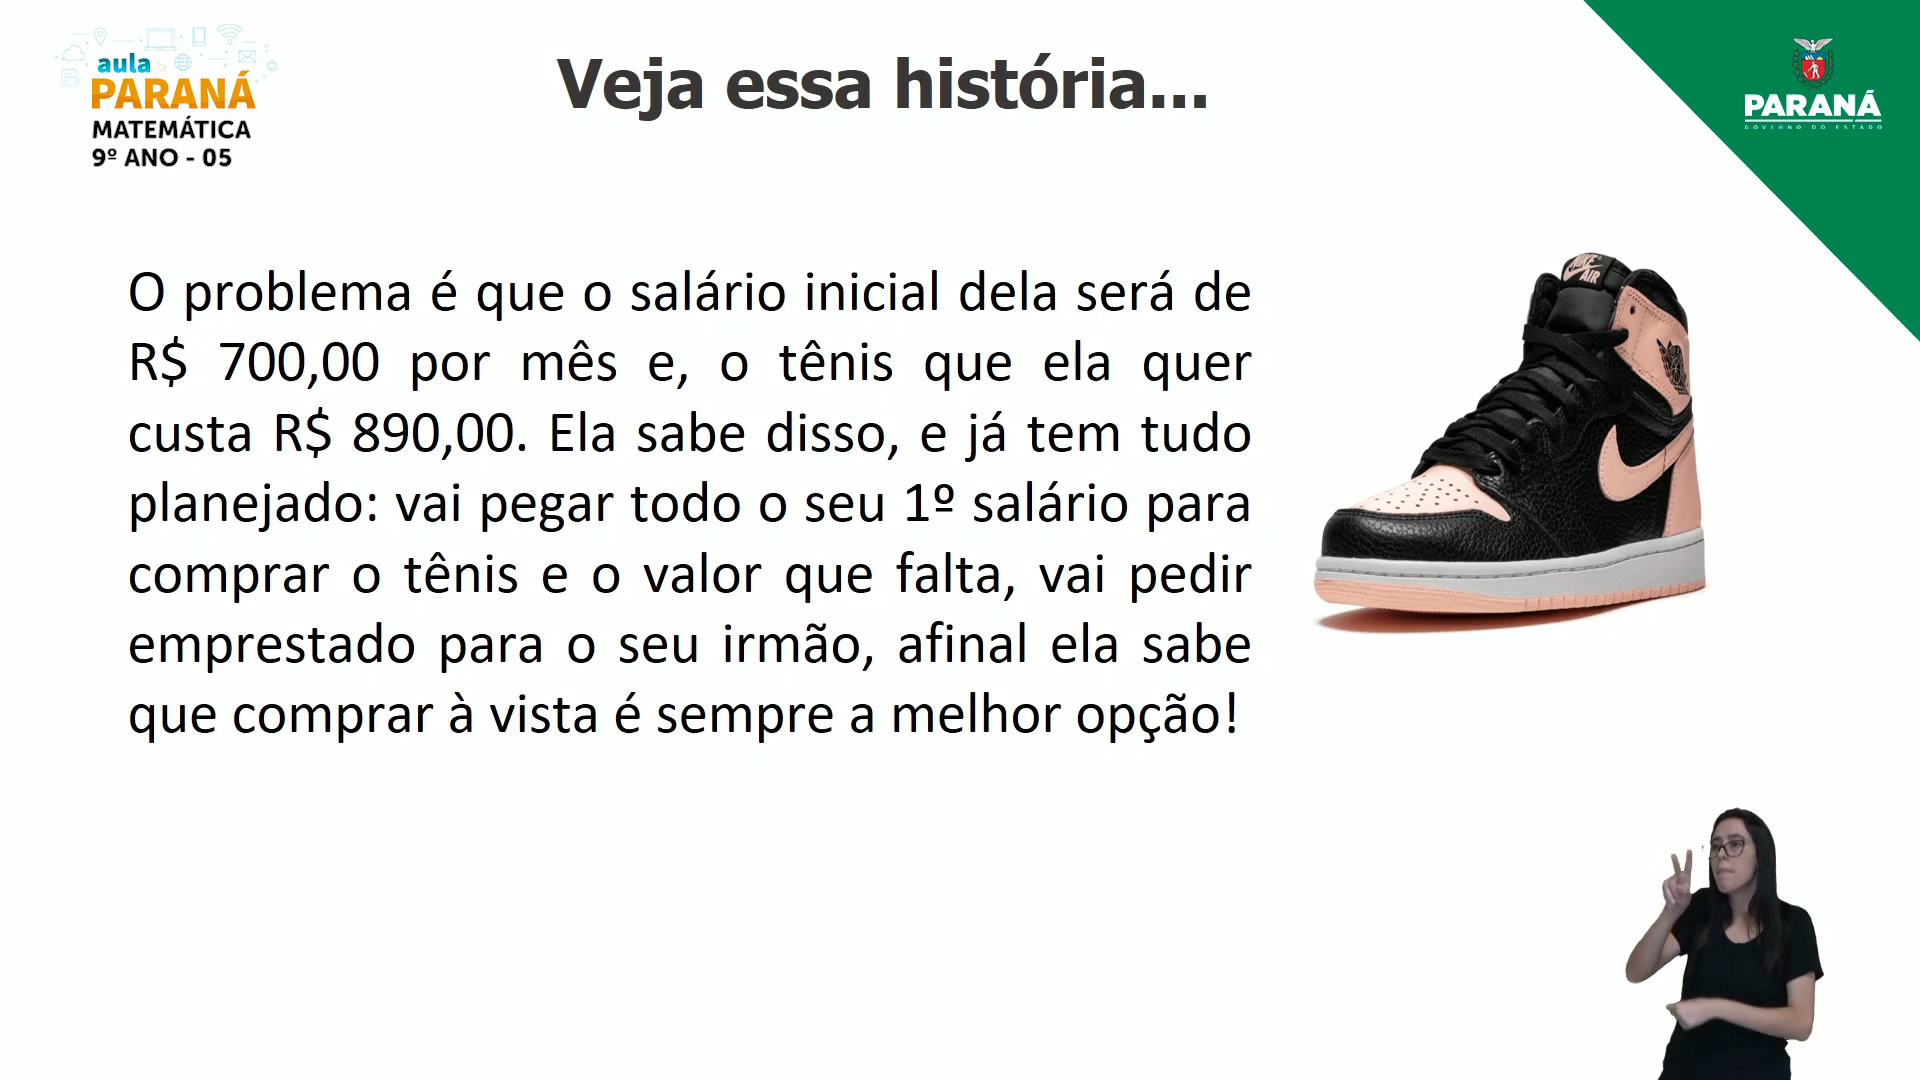 aula
PARANÁ
MATEMÁTICA
9º ANO - 05
Veja essa história...
PARANÁ
GOVERNO DO ESTADO
O problema é que o salário inicial dela será de
R$ 700,00 por mês e, o tênis que ela quer
custa R$ 890,00. Ela sabe disso, e já tem tudo
planejado: vai pegar todo o seu 1º salário para
comprar o tênis e o valor que falta, vai pedir
emprestado para o seu irmão, afinal ela sabe
que comprar à vista é sempre a melhor opção!
NIKE
AIR